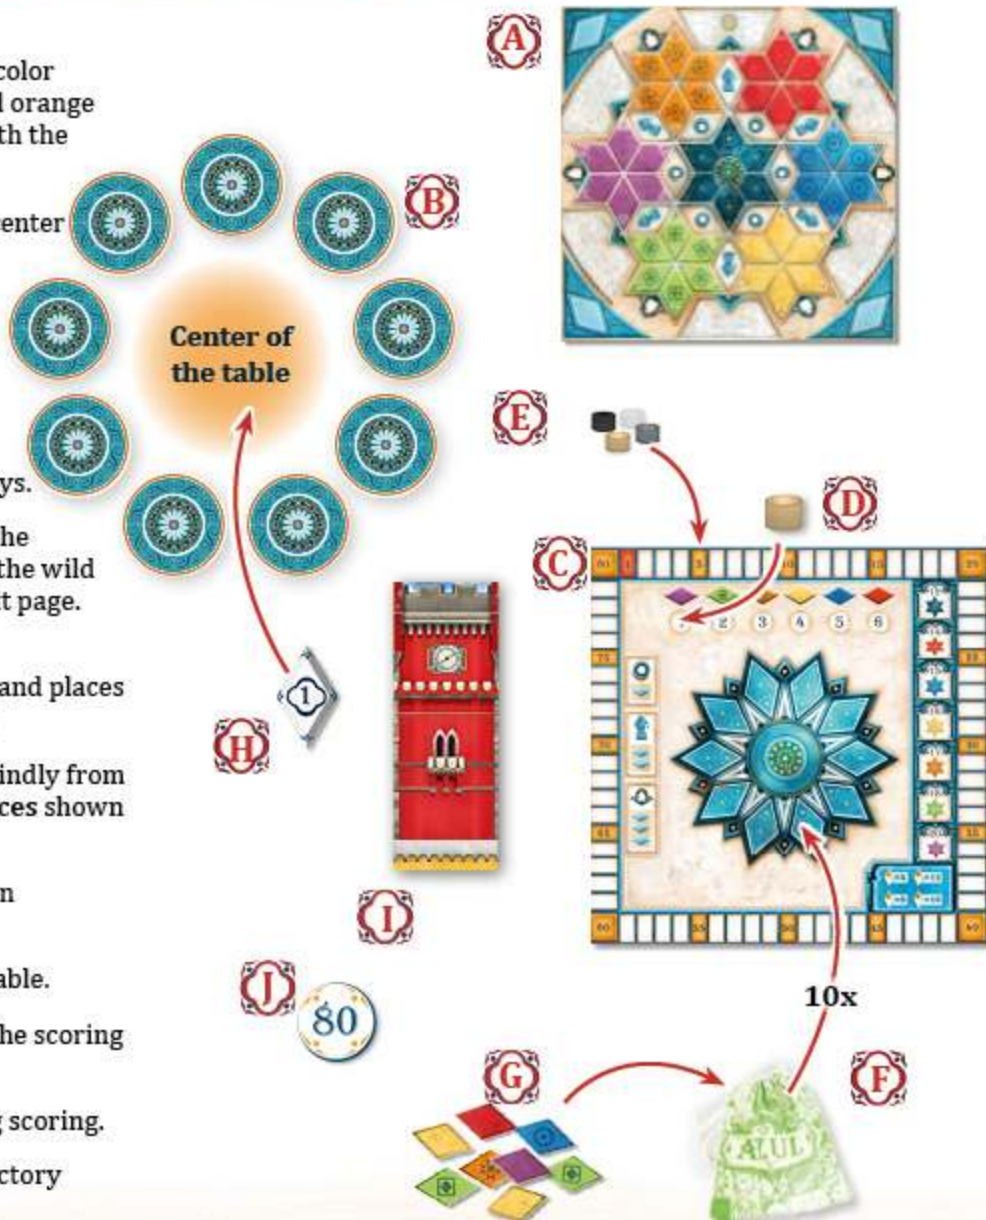 color
orange
th the
A
B
center
Center of
the table
E
ys.
D
he
C
the wild
t page.
1 2 3 4 5 6
1
and places
H
indly from
ces shown
I
n
able.
10x
J
80
he scoring
G
F
AZUL
g scoring.
ctory